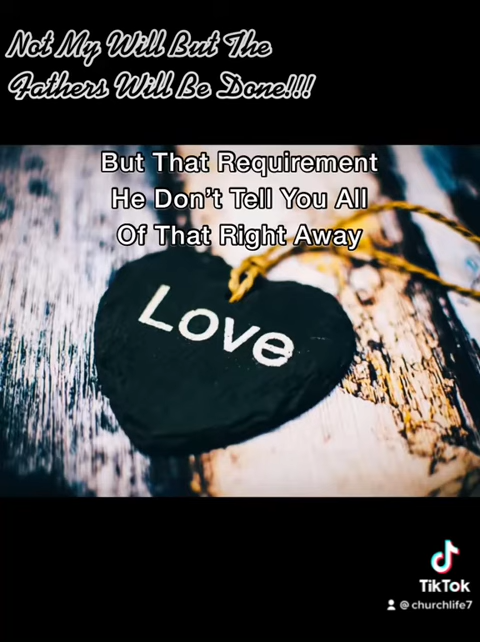 Not My Will But The
Fathers Will Be Done!!!
But That Requirement
He Don't Tell You All
Of That Right Away
Love
TikTok
@churchlife7